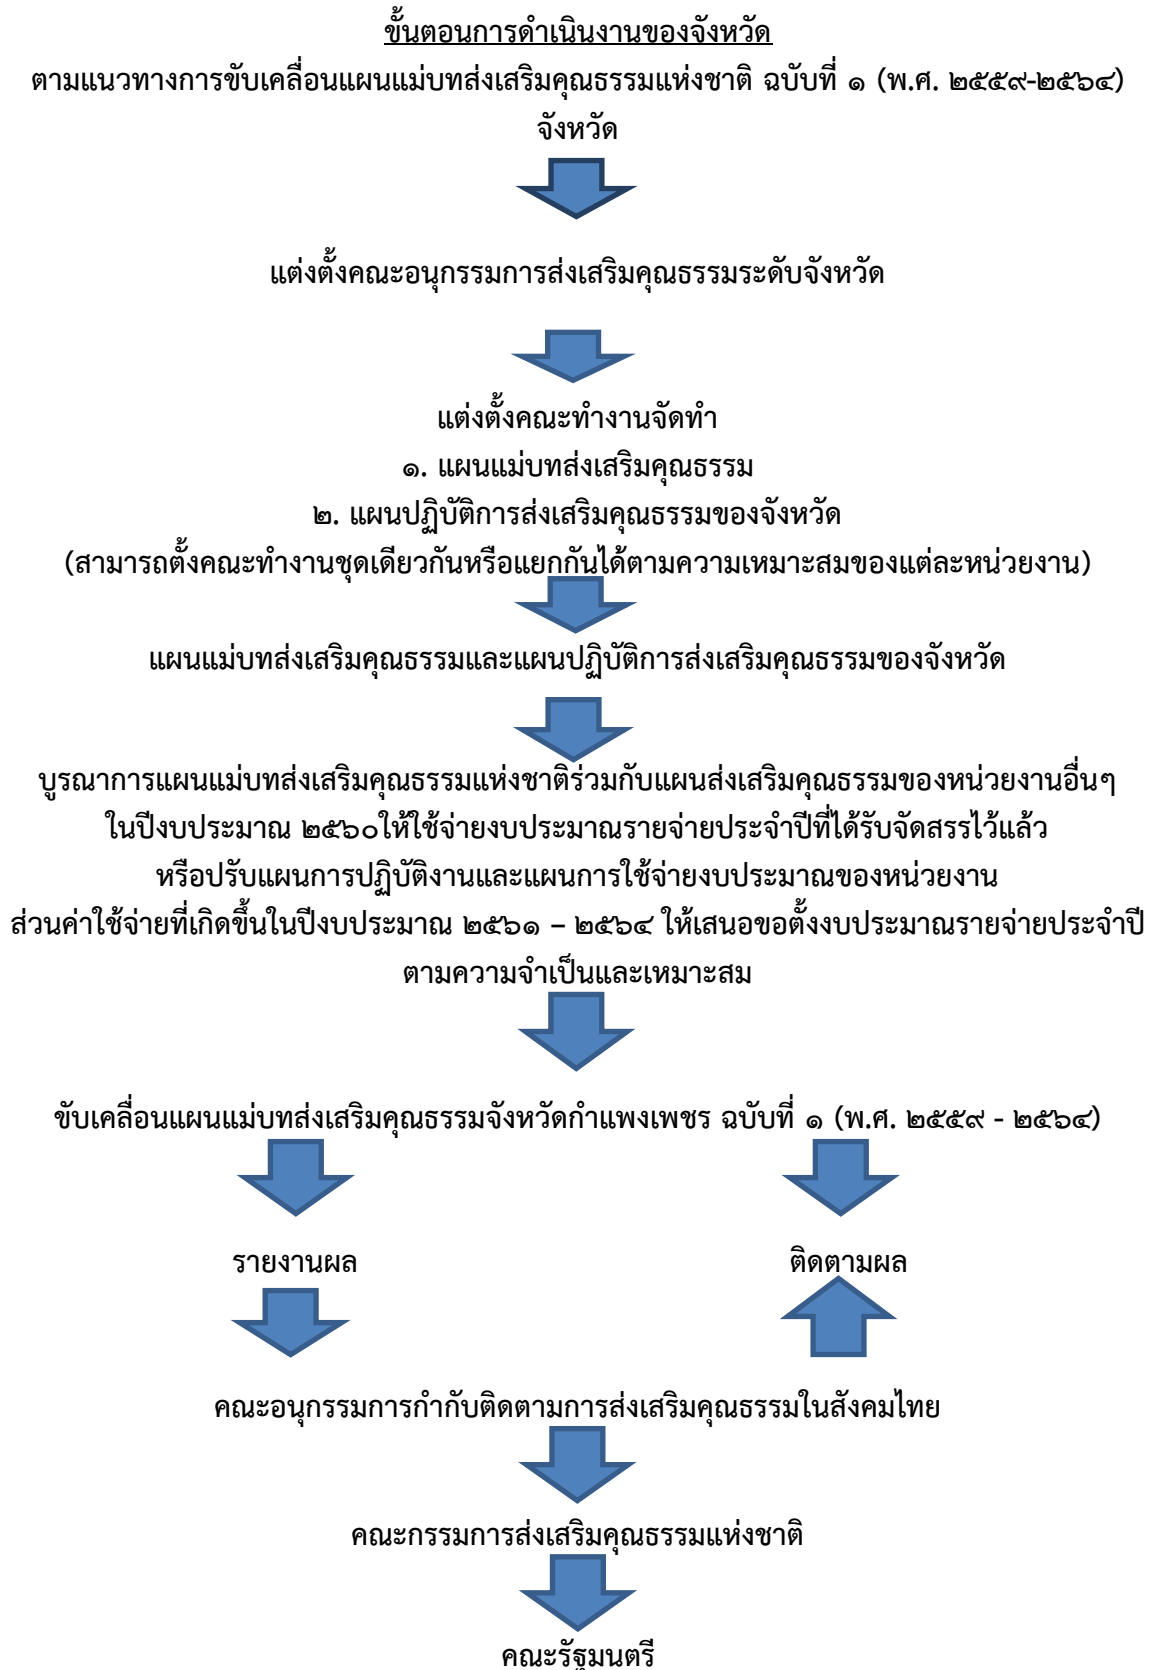 ขั้นตอนการดำเนินงานของจังหวัด
ตามแนวทางการขับเคลื่อนแผนแม่บทส่งเสริมคุณธรรมแห่งชาติ ฉบับที่ ๑ (พ.ศ. ๒๕๕๙-๒๕๖๔)
จังหวัด
แต่งตั้งคณะอนุกรรมการส่งเสริมคุณธรรมระดับจังหวัด
แต่งตั้งคณะทำงานจัดทำ
๑. แผนแม่บทส่งเสริมคุณธรรม
๒. แผนปฏิบัติการส่งเสริมคุณธรรมของจังหวัด
(สามารถตั้งคณะทำงานชุดเดียวกันหรือแยกกันได้ตามความเหมาะสมของแต่ละหน่วยงาน)
แผนแม่บทส่งเสริมคุณธรรมและแผนปฏิบัติการส่งเสริมคุณธรรมของจังหวัด
บูรณาการแผนแม่บทส่งเสริมคุณธรรมแห่งชาติร่วมกับแผนส่งเสริมคุณธรรมของหน่วยงานอื่นๆ
ในปีงบประมาณ ๒๕๖๐ให้ใช้จ่ายงบประมาณรายจ่ายประจำปีที่ได้รับจัดสรรไว้แล้ว
หรือปรับแผนการปฏิบัติงานและแผนการใช้จ่ายงบประมาณของหน่วยงาน
ส่วนค่าใช้จ่ายที่เกิดขึ้นในปีงบประมาณ ๒๕๖๑ – ๒๕๖๔ ให้เสนอขอตั้งงบประมาณรายจ่ายประจำปี
ตามความจำเป็นและเหมาะสม
ขับเคลื่อนแผนแม่บทส่งเสริมคุณธรรมจังหวัดกำแพงเพชร ฉบับที่ ๑ (พ.ศ. ๒๕๕๙ - ๒๕๖๔)
รายงานผล ติดตามผล
คณะอนุกรรมการกำกับติดตามการส่งเสริมคุณธรรมในสังคมไทย
คณะกรรมการส่งเสริมคุณธรรมแห่งชาติ
คณะรัฐมนตรี